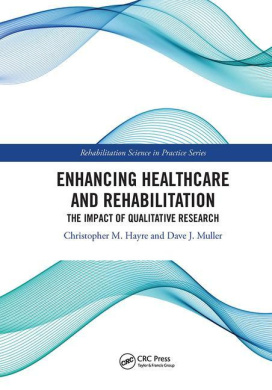 Rehabilitation Science in Practice Series
ENHANCING HEALTHCARE
AND REHABILITATION
THE IMPACT OF QUALITATIVE RESEARCH
Christopher M. Hayre and Dave J. Muller
CRC Press
Taylor & Francis Group